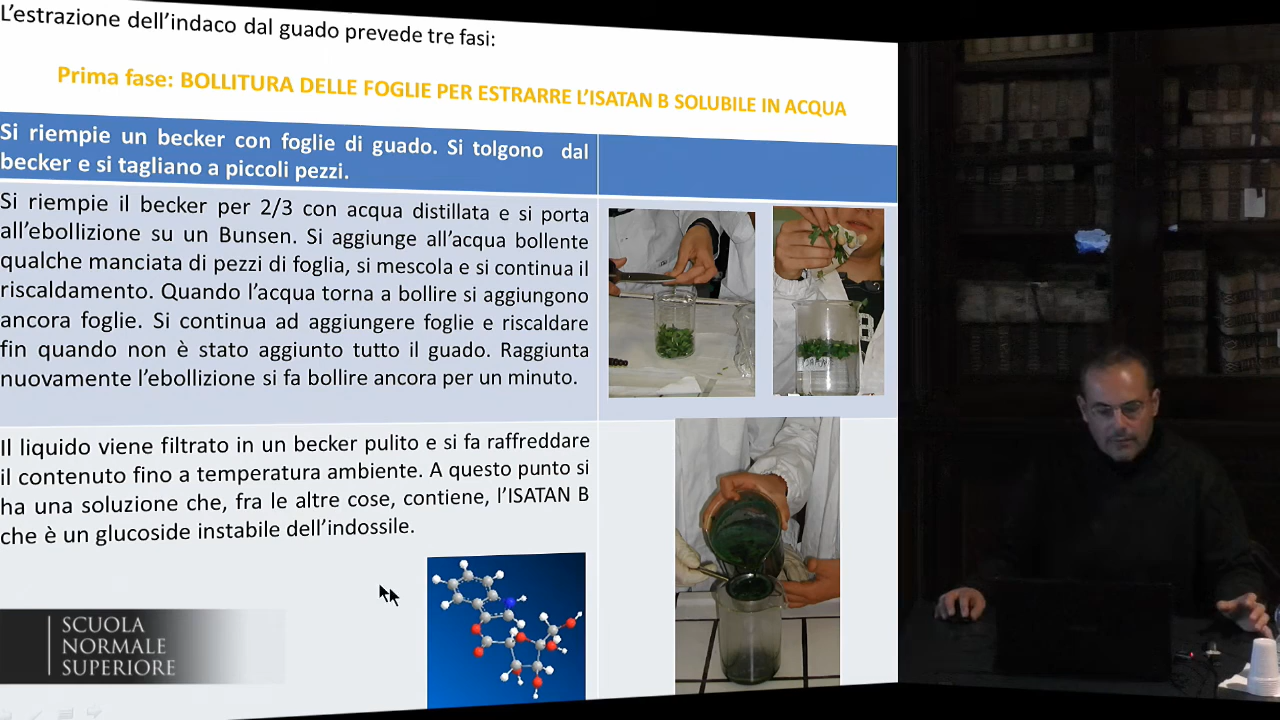 L'estrazione dell'indaco dal guado prevede tre fasi:
Prima fase: BOLLITURA DELLE FOGLIE PER ESTRARRE L'ISATAN B SOLUBILE IN ACQUA
Si riempie un becker con foglie di guado. Si tolgono dal
becker e si tagliano a piccoli pezzi.
Si riempie il becker per 2/3 con acqua distillata e si porta
all'ebollizione su un Bunsen. Si aggiunge all'acqua bollente
qualche manciata di pezzi di foglia, si mescola e si continua il
riscaldamento. Quando l'acqua torna a bollire si aggiungono
ancora foglie. Si continua ad aggiungere foglie e riscaldare
fin quando non è stato aggiunto tutto il guado. Raggiunta
nuovamente l'ebollizione si fa bollire ancora per un minuto.
Il liquido viene filtrato in un becker pulito e si fa raffreddare
il contenuto fino a temperatura ambiente. A questo punto si
ha una soluzione che, fra le altre cose, contiene, l'ISATAN B
che è un glucoside instabile dell'indossile.
SCUOLA
NORMALE
SUPERIORE